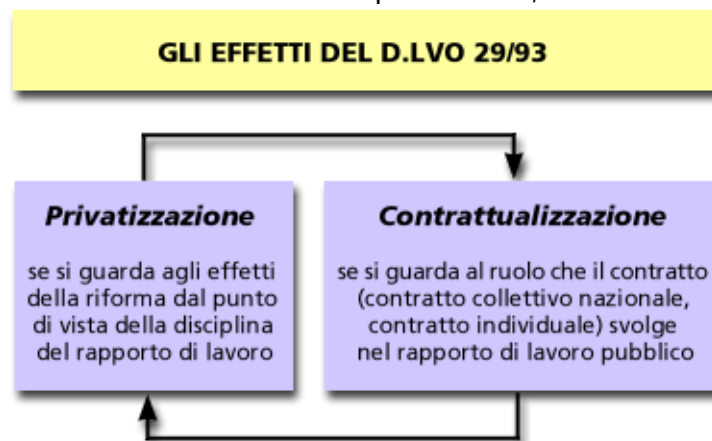 GLI EFFETTI DEL D.LVO 29/93
Privatizzazione
se si guarda agli effetti
della riforma dal punto
di vista della disciplina
del rapporto di lavoro
Contrattualizzazione
se si guarda al ruolo che il contratto
(contratto collettivo nazionale,
contratto individuale) svolge
nel rapporto di lavoro pubblico